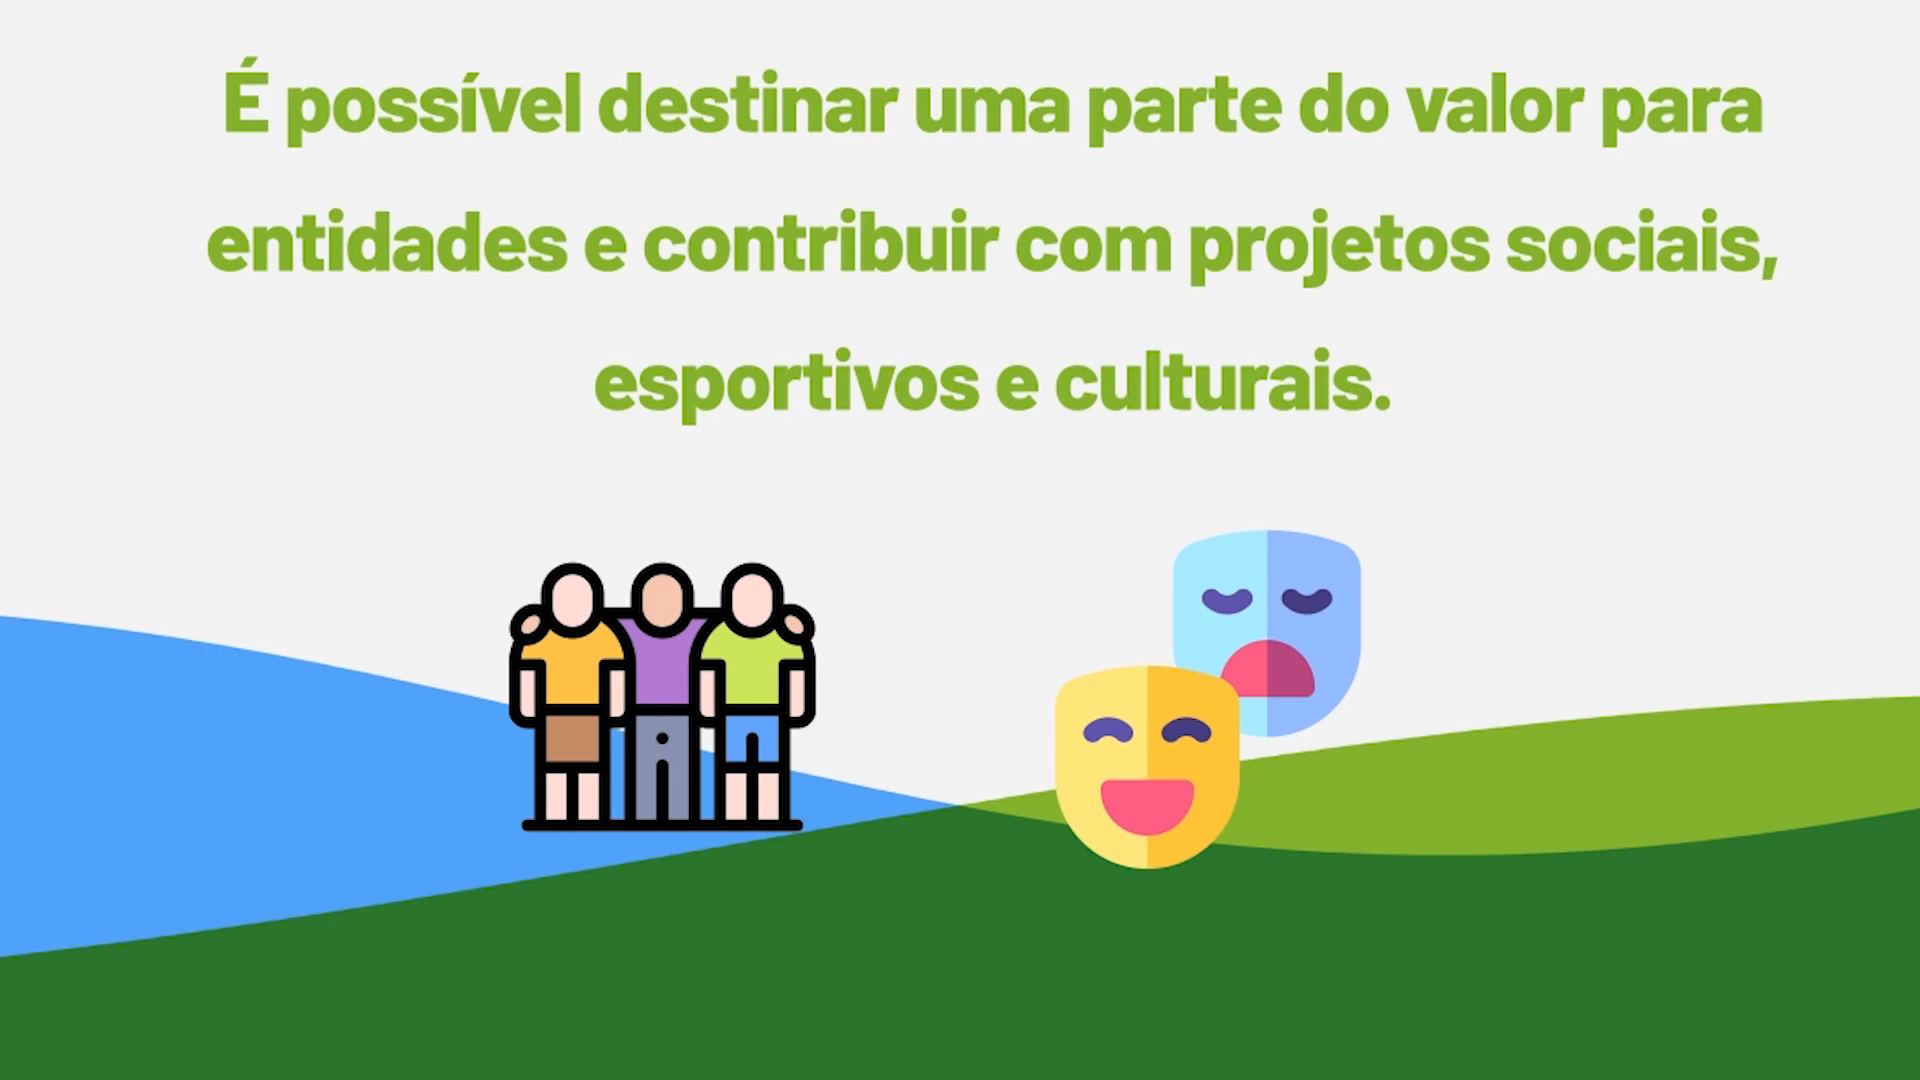 É possível destinar uma parte do valor para
entidades e contribuir com projetos sociais,
esportivos e culturais.